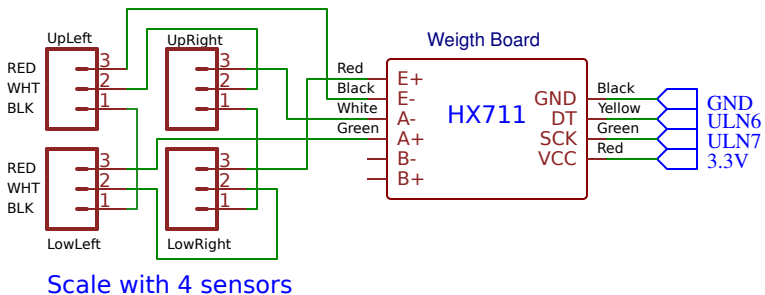 Weigth Board
UpLeft
UpRight
RED 3
WHT 2
BLK 1
3
2
1
RED 3
WHT 2
BLK 1
3
2
1
LowLeft
LowRight
Red E+
Black E-
White A-
Green A+
B-
B+
HX711
GND Black GND
DT Yellow ULN6
SCK Green ULN7
VCC Red 3.3V
Scale with 4 sensors